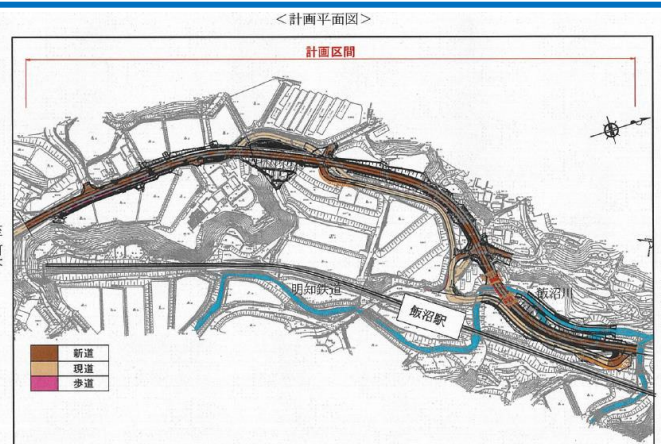 ＜計画平面図＞
計画区間
明知鉄道
飯沼川
飯沼駅
新道
現道
歩道